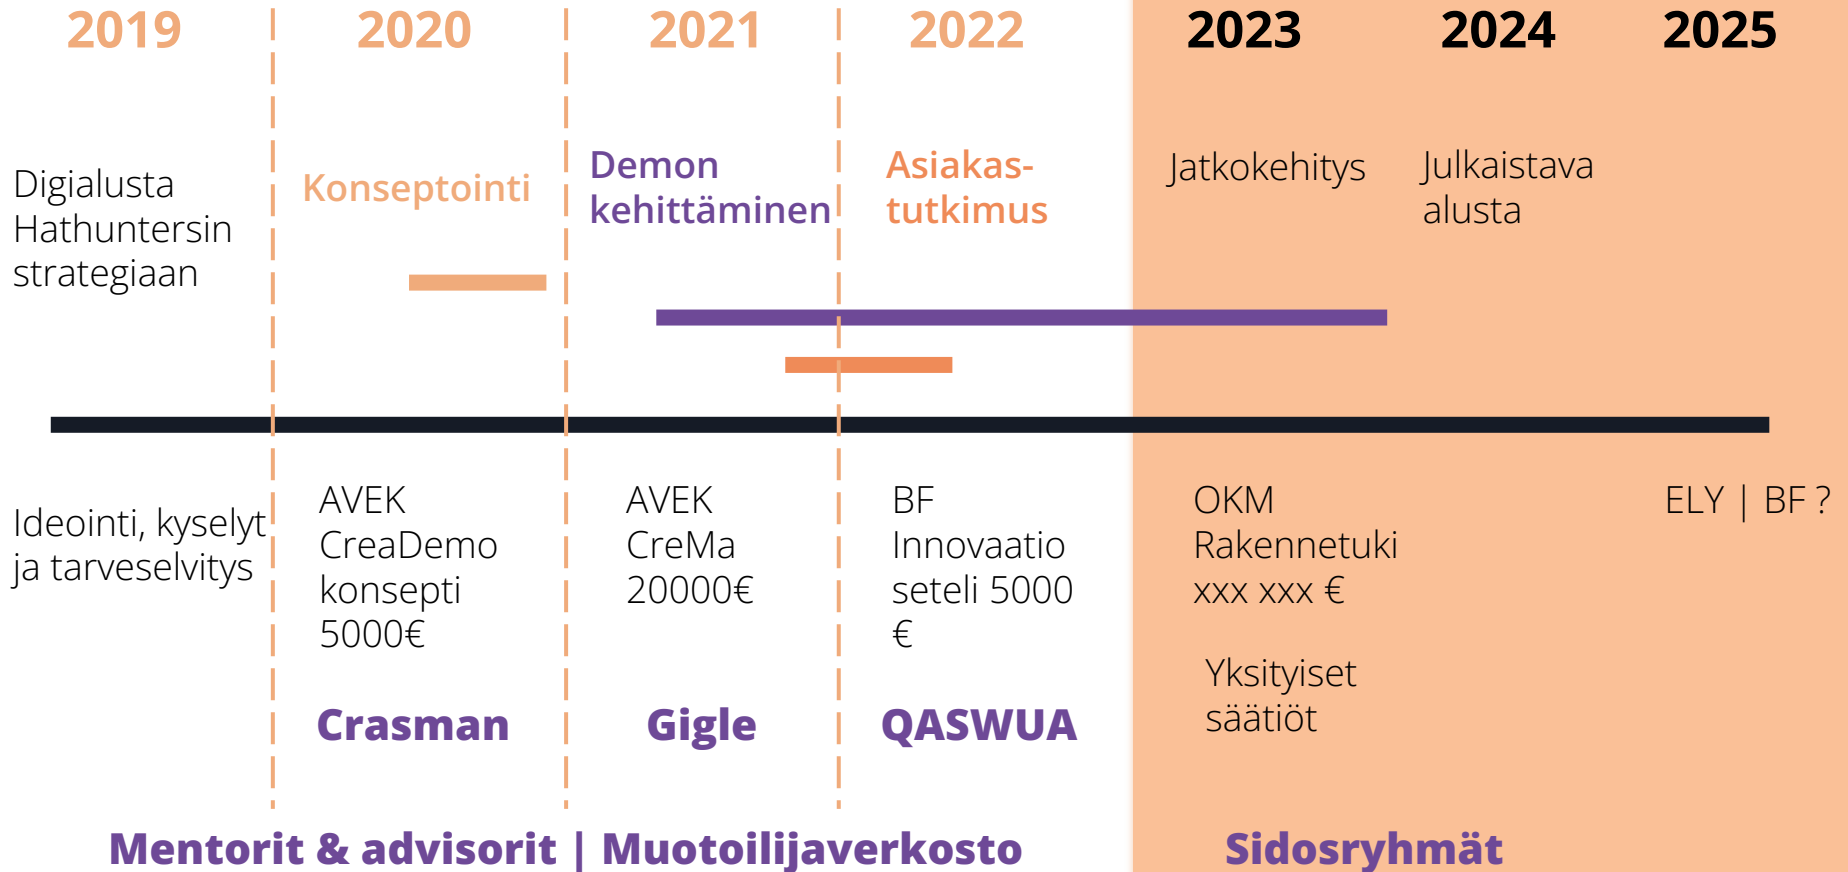 2019
2020
2021
2022
2023
2024
2025
Digialusta
Hathuntersin
strategiaan
Konseptointi
Demon
kehittäminen
Asiakas-
tutkimus
Jatkokehitys
Julkaistava
alusta
Ideointi, kyselyt
ja tarveselvitys
AVEK
CreaDemo
konsepti
5000€
AVEK
CreMa
20000€
BF
Innovaatio
seteli 5000
€
OKM
Rakennetuki
xxx xxx €
Yksityiset
säätiöt
ELY | BF ?
Crasman
Gigle
QASWUA
Mentorit & advisorit | Muotoilijaverkosto
Sidosryhmät